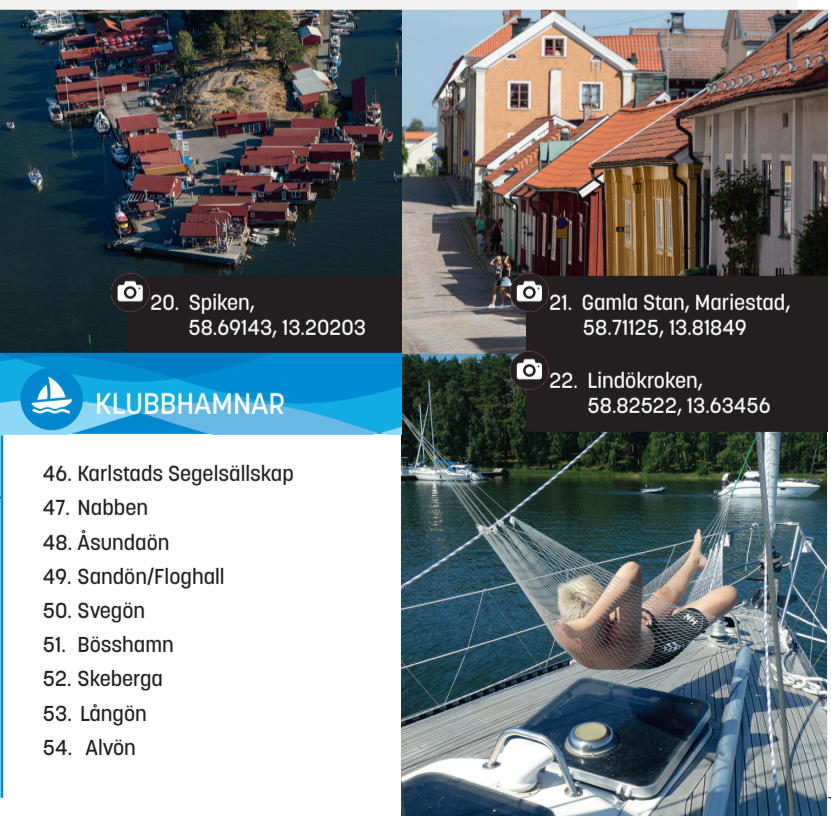 20. Spiken,
58.69143, 13.20203
21. Gamla Stan, Mariestad,
58.71125, 13.81849
22. Lindökroken,
58.82522, 13.63456
KLUBBHAMNAR
46. Karlstads Segelsällskap
47. Nabben
48. Åsundaön
49. Sandön/Floghall
50. Svegön
51. Bösshamn
52. Skeberga
53. Långön
54. Alvön